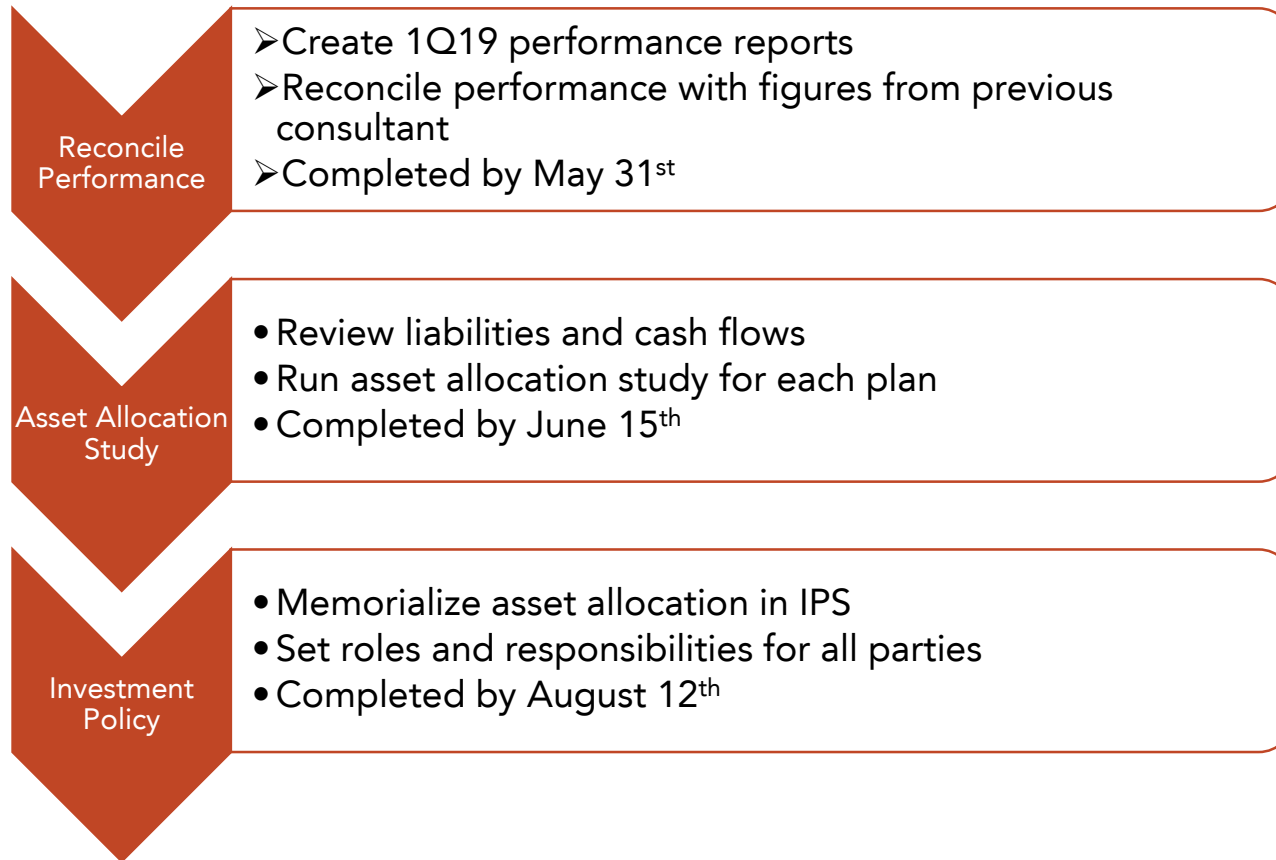 Reconcile
Performance
➢Create 1Q19 performance reports
➢Reconcile performance with figures from previous
consultant
➢Completed by May 31st
Asset Allocation
Study
•Review liabilities and cash flows
•Run asset allocation study for each plan
•Completed by June 15th
Investment
Policy
•Memorialize asset allocation in IPS
•Set roles and responsibilities for all parties
•Completed by August 12th